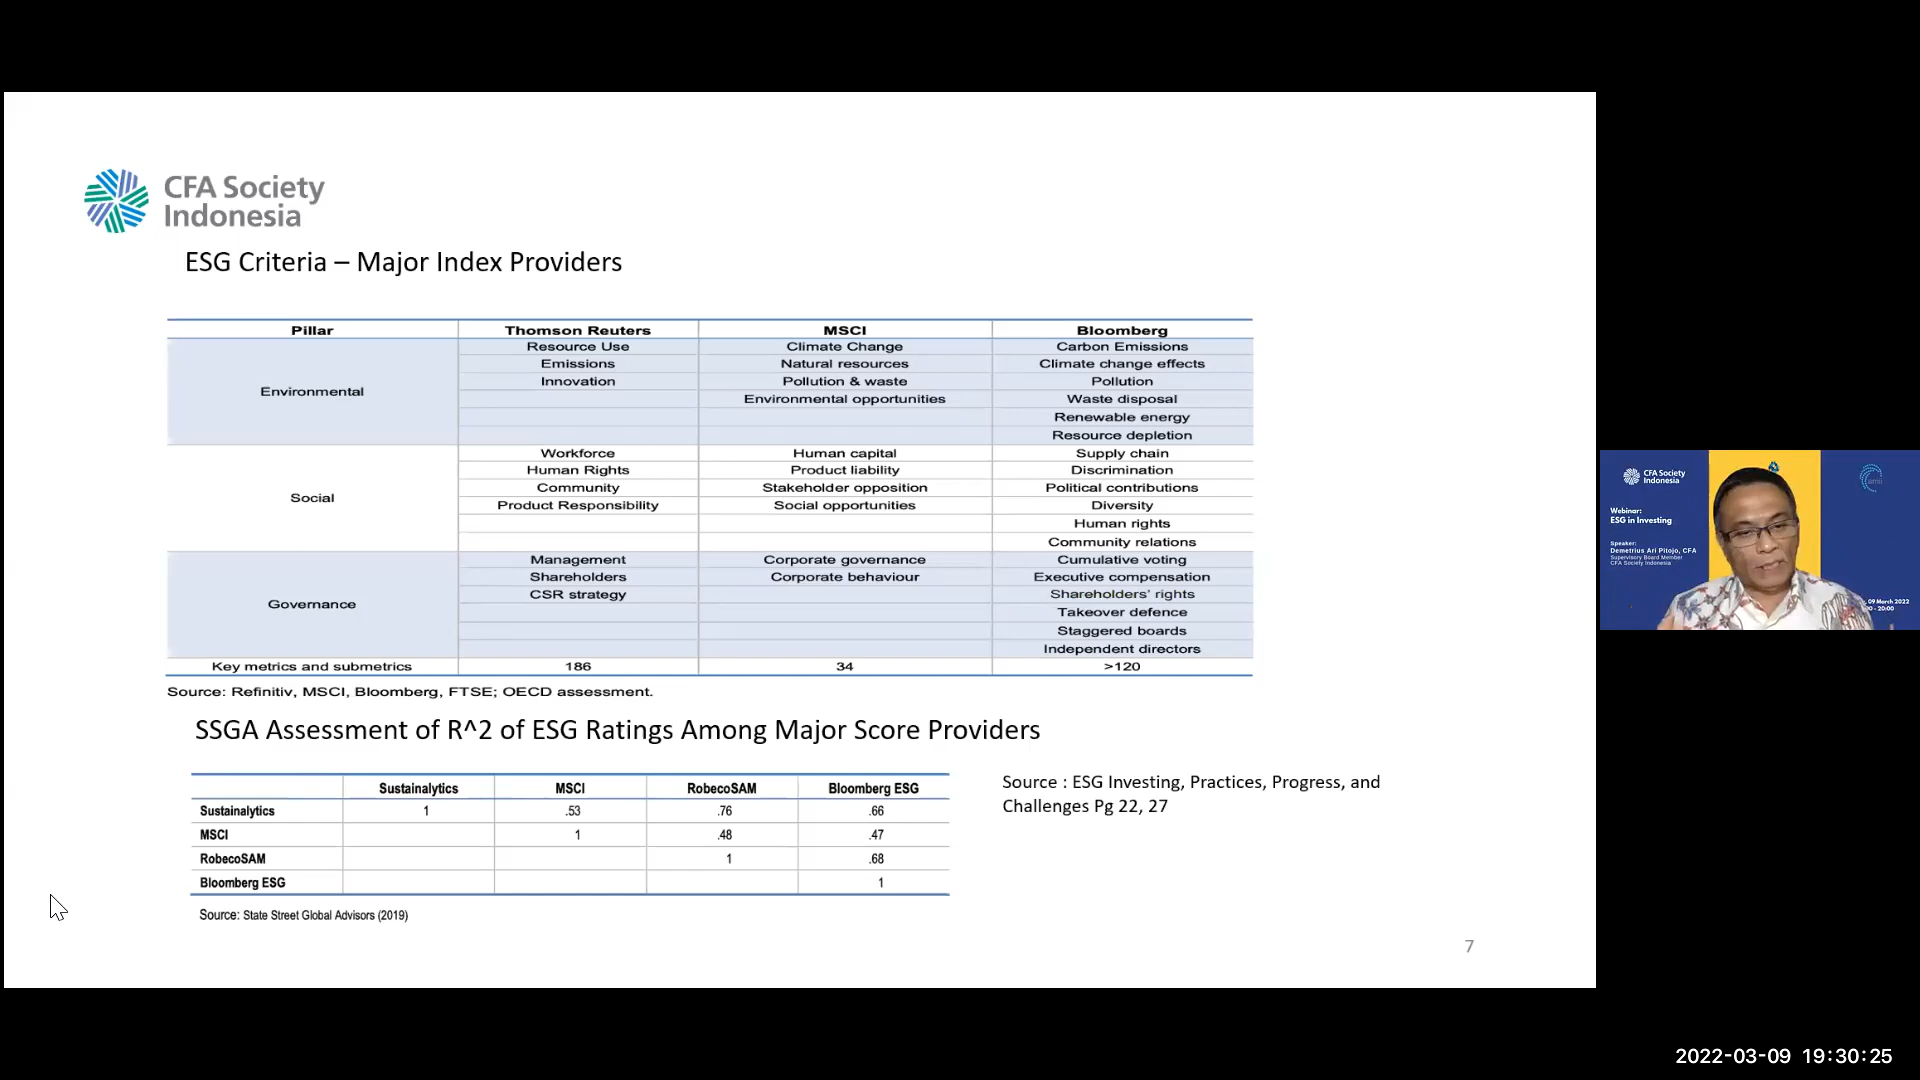 CFA Society
Indonesia
ESG Criteria – Major Index Providers
Pillar Thomson Reuters MSCI Bloomberg
Environmental
Resource Use Climate Change Carbon Emissions
Emissions Natural resources Climate change effects
Innovation Pollution & waste Pollution
Environmental opportunities Waste disposal
Renewable energy
Resource depletion
Social
Workforce Human capital Supply chain
Human Rights Product liability Discrimination
Community Stakeholder opposition Political contributions
Product Responsibility Social opportunities Diversity
Human rights
Community relations
Governance
Management Corporate governance Cumulative voting
Shareholders Corporate behaviour Executive compensation
CSR strategy Shareholders' rights
Takeover defence
Staggered boards
Independent directors
Key metrics and submetrics 186 34 >120
Source: Refinitiv, MSCI, Bloomberg, FTSE; OECD assessment.
SSGA Assessment of R^2 of ESG Ratings Among Major Score Providers
Sustainalytics MSCI RobecoSAM Bloomberg ESG
Sustainalytics 1 .53 .76 .66
MSCI 1 .48 .47
RobecoSAM 1 .68
Bloomberg ESG 1
Source: State Street Global Advisors (2019)
Source : ESG Investing, Practices, Progress, and
Challenges Pg 22, 27
7
CFA Society
Indonesia
Webinar:
ESG in Investing
Speaker:
Demetrius Ari Pitojo, CFA
Supervisory Board Member
CFA Society Indonesia
09 March 2022
- 20:00
2022-03-09 19:30:25